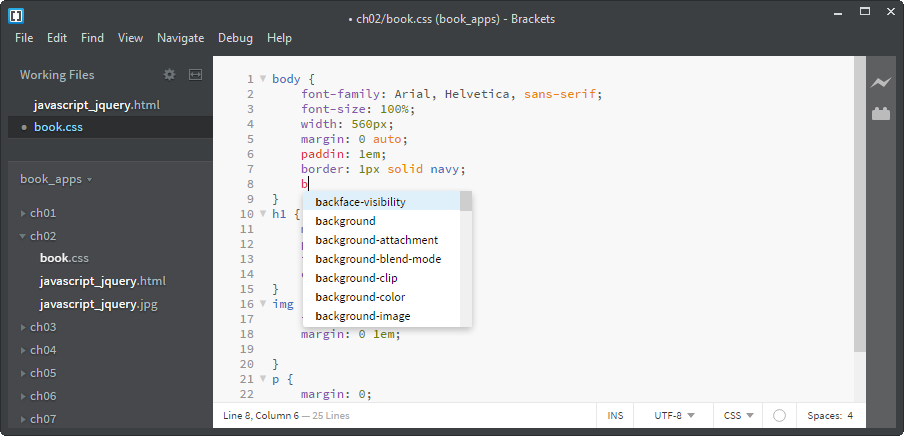 • ch02/book.css (book_apps) - Brackets
File Edit Find View Navigate Debug Help
Working Files
javascript_jquery.html
• book.css
book_apps
ch01
ch02
book.css
javascript_jquery.html
javascript_jquery.jpg
ch03
ch04
ch05
ch06
ch07
1 body {
2 font-family: Arial, Helvetica, sans-serif;
3 font-size: 100%;
4 width: 560px;
5 margin: 0 auto;
6 paddin: 1em;
7 border: 1px solid navy;
8 b
9 }
10 h1 {
11
12
13
14
15 }
16 img
17
18 margin: 0 1em;
19
20 }
21 p {
22 margin: 0;
backface-visibility
background
background-attachment
background-blend-mode
background-clip
background-color
background-image
Line 8, Column 6 — 25 Lines
INS UTF-8 CSS Spaces: 4